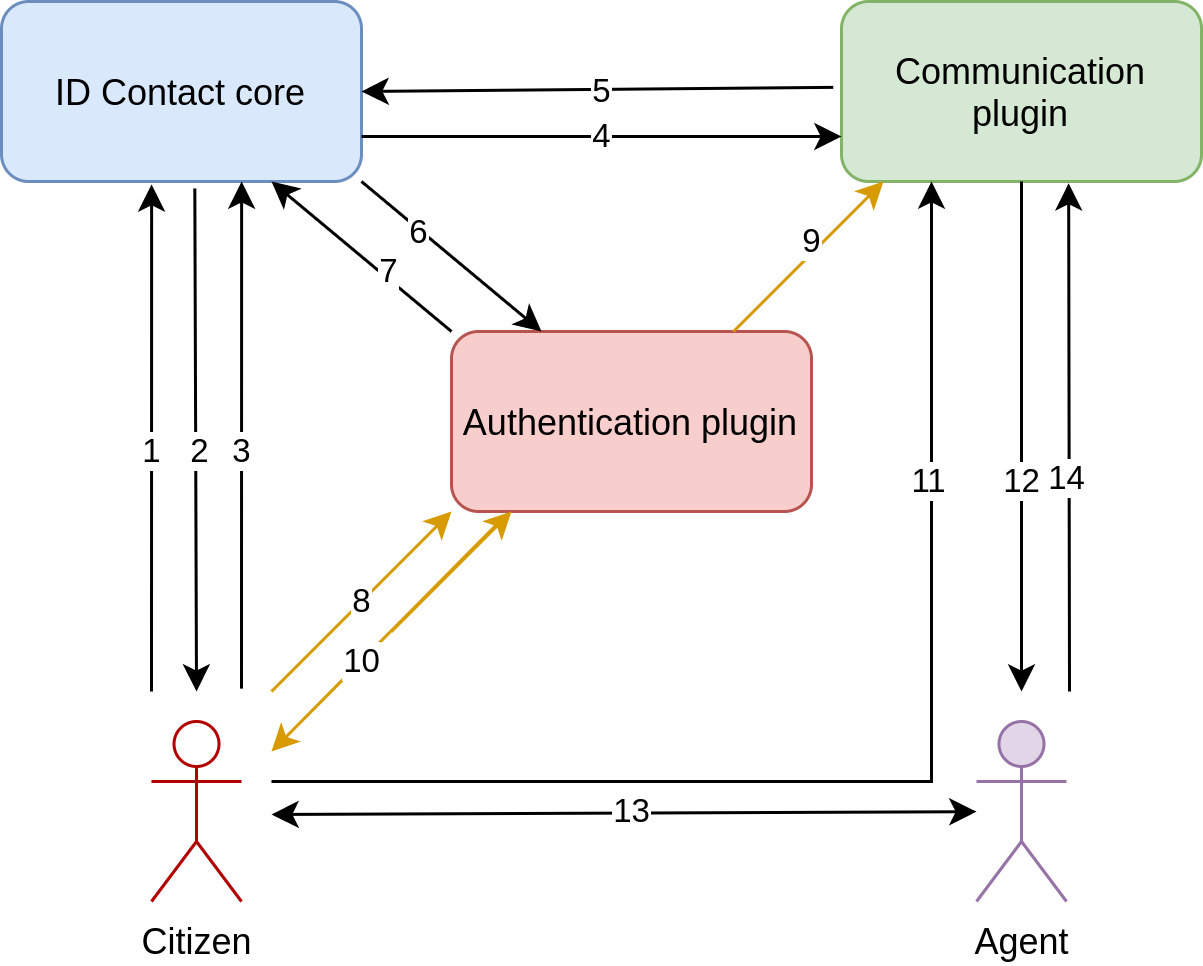 ID Contact core
Communication
plugin
5
4
6
7
9
Authentication plugin
1
2
3
11
12
14
8
10
13
Citizen
Agent